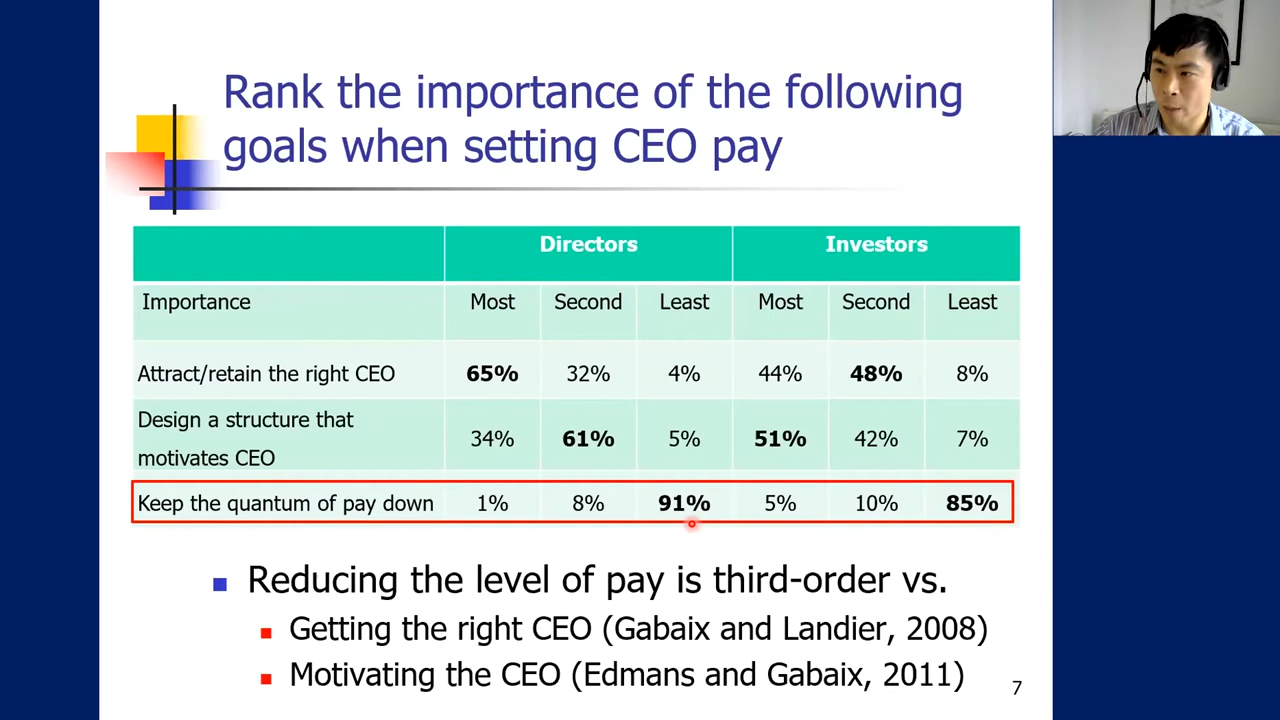 Rank the importance of the following
goals when setting CEO pay
Directors Investors
Importance Most Second Least Most Second Least
Attract/retain the right CEO 65% 32% 4% 44% 48% 8%
Design a structure that
motivates CEO 34% 61% 5% 51% 42% 7%
Keep the quantum of pay down 1% 8% 91% 5% 10% 85%
Reducing the level of pay is third-order vs.
Getting the right CEO (Gabaix and Landier, 2008)
Motivating the CEO (Edmans and Gabaix, 2011)
7